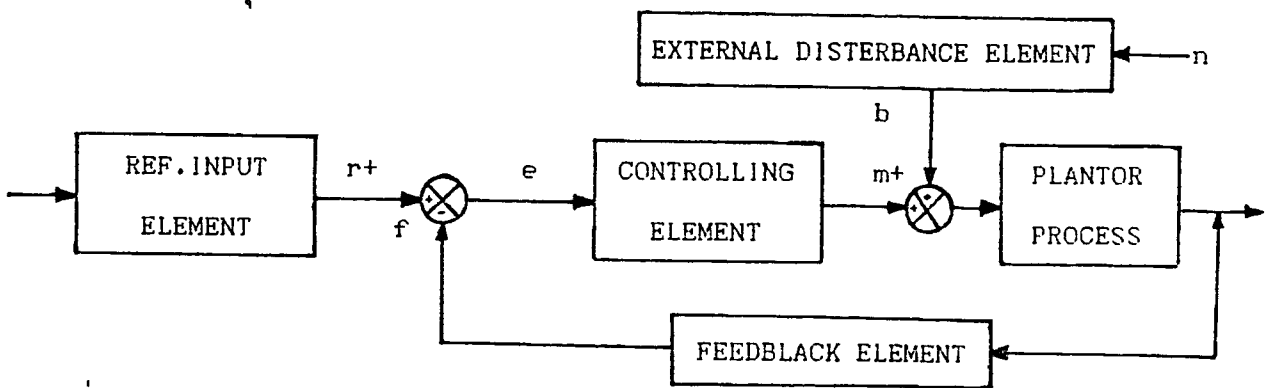 EXTERNAL DISTERBANCE ELEMENT
n
b
REF.INPUT
ELEMENT
r+
f
+
-
e
CONTROLLING
ELEMENT
m+
+
+
PLANTOR
PROCESS
FEEDBLACK ELEMENT